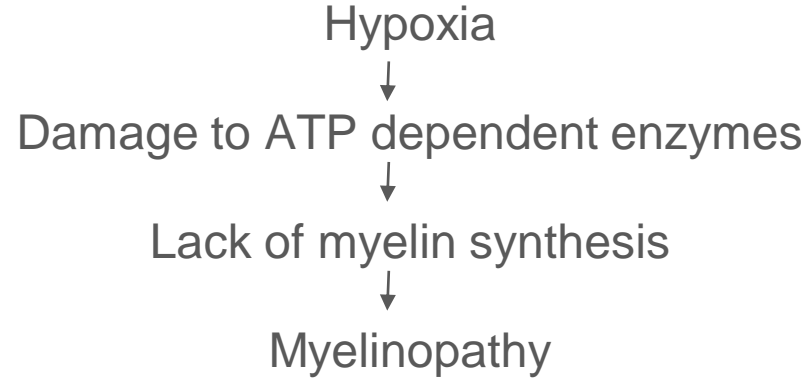 Hypoxia
Damage to ATP dependent enzymes
Lack of myelin synthesis
Myelinopathy